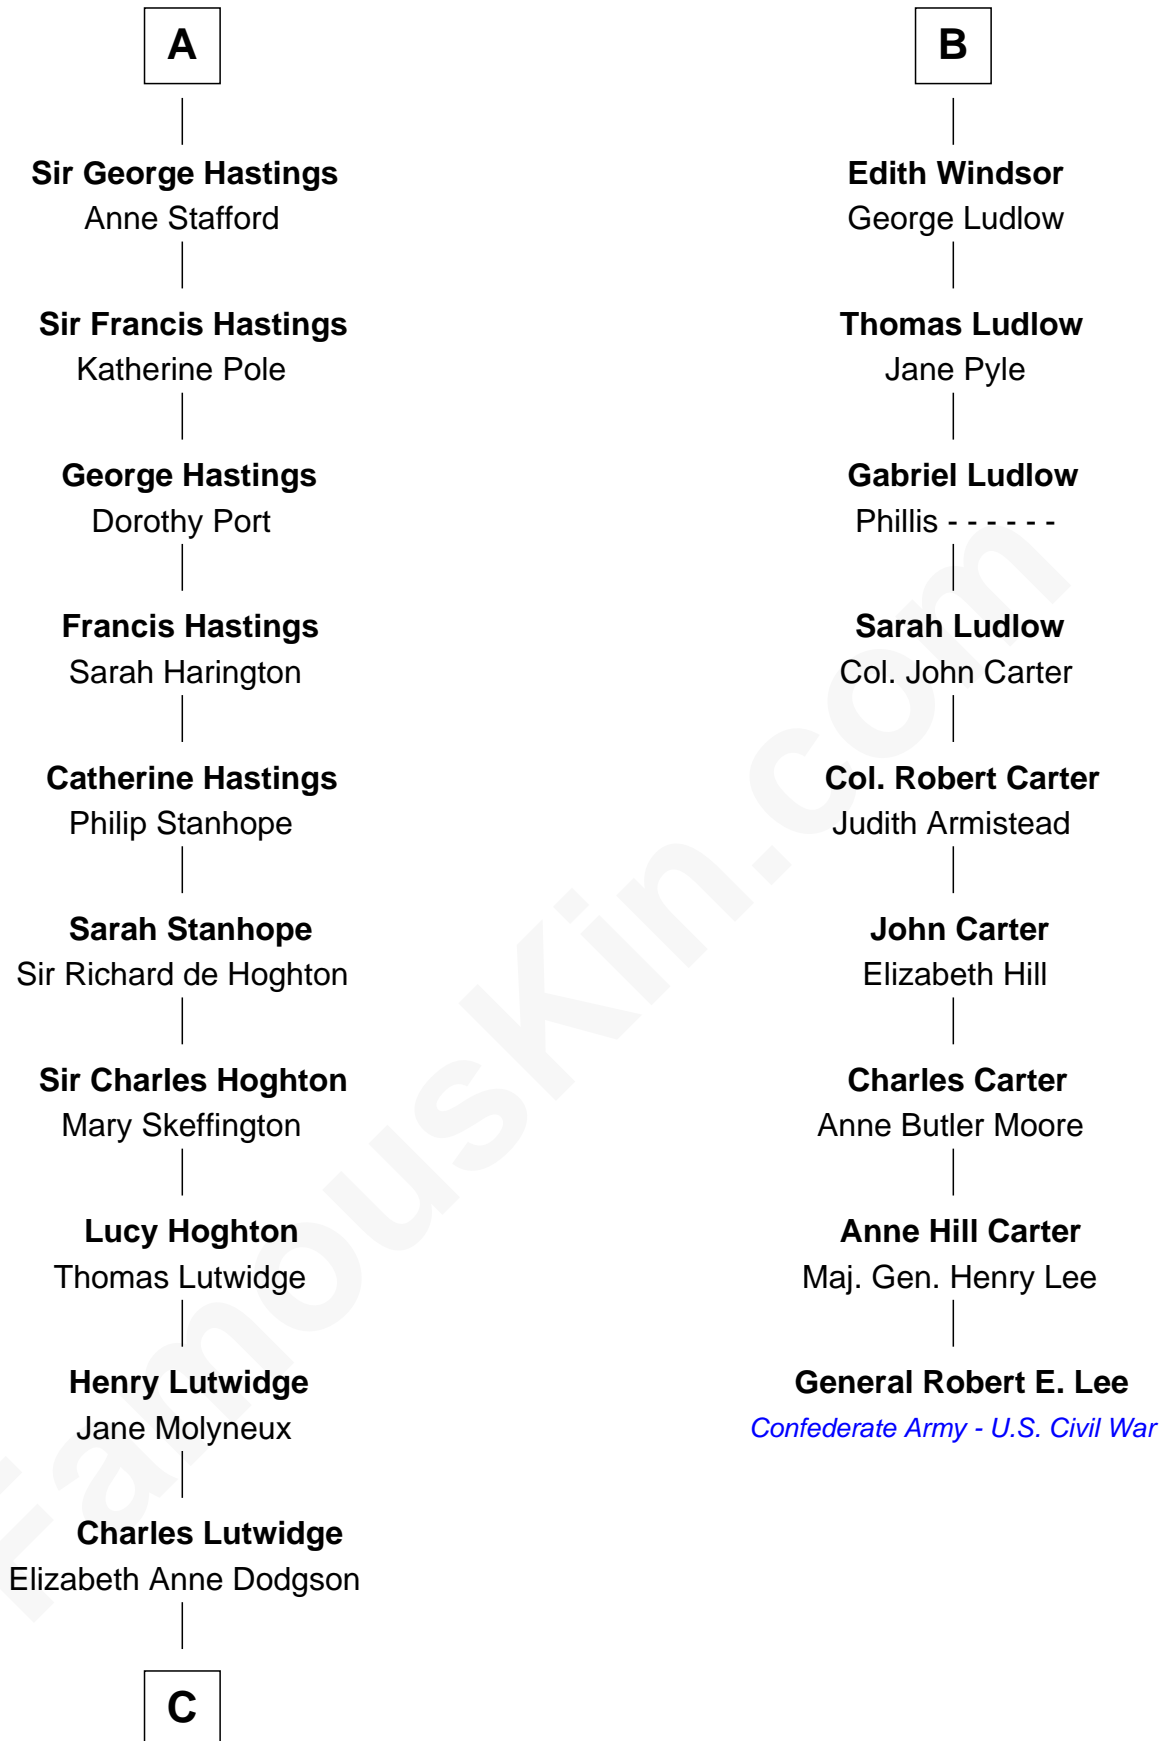 A
Sir George Hastings
Anne Stafford
Sir Francis Hastings
Katherine Pole
George Hastings
Dorothy Port
Francis Hastings
Sarah Harington
Catherine Hastings
Philip Stanhope
Sarah Stanhope
Sir Richard de Hoghton
Sir Charles Hoghton
Mary Skeffington
Lucy Hoghton
Thomas Lutwidge
Henry Lutwidge
Jane Molyneux
Charles Lutwidge
Elizabeth Anne Dodgson
C
B
Edith Windsor
George Ludlow
Thomas Ludlow
Jane Pyle
Gabriel Ludlow
Phillis - - - - - -
Sarah Ludlow
Col. John Carter
Col. Robert Carter
Judith Armistead
John Carter
Elizabeth Hill
Charles Carter
Anne Butler Moore
Anne Hill Carter
Maj. Gen. Henry Lee
General Robert E. Lee
Confederate Army - U.S. Civil War
FamousKin.com